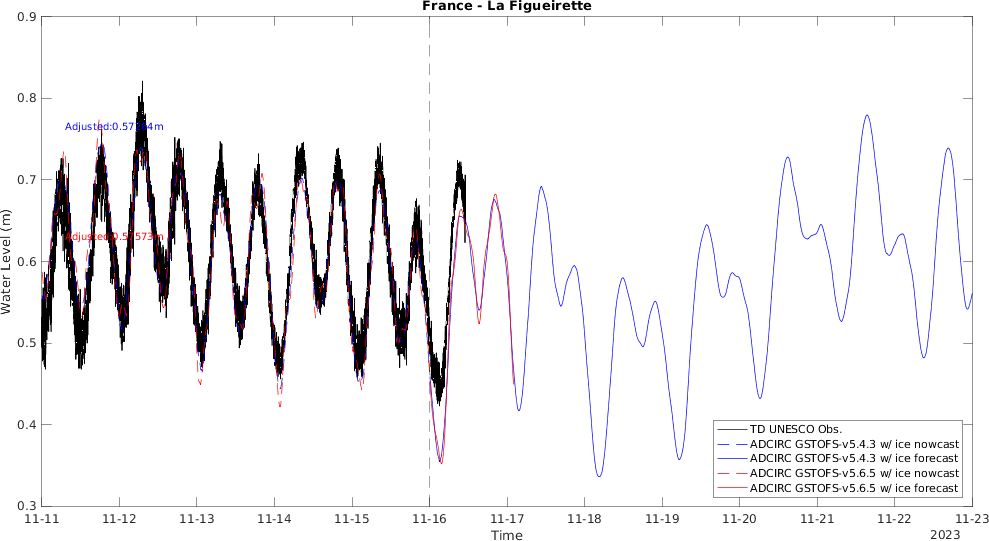 France - La Figueirette
Water Level (m)
0.9
0.8
0.7
0.6
0.5
0.4
0.3
TD UNESCO Obs.
ADCIRC GSTOFS-v5.4.3 w/ ice nowcast
ADCIRC GSTOFS-v5.4.3 w/ ice forecast
ADCIRC GSTOFS-v5.6.5 w/ ice nowcast
ADCIRC GSTOFS-v5.6.5 w/ ice forecast
11-11 11-12 11-13 11-14 11-15 11-16 11-17 11-18 11-19 11-20 11-21 11-22 11-23
Time
2023